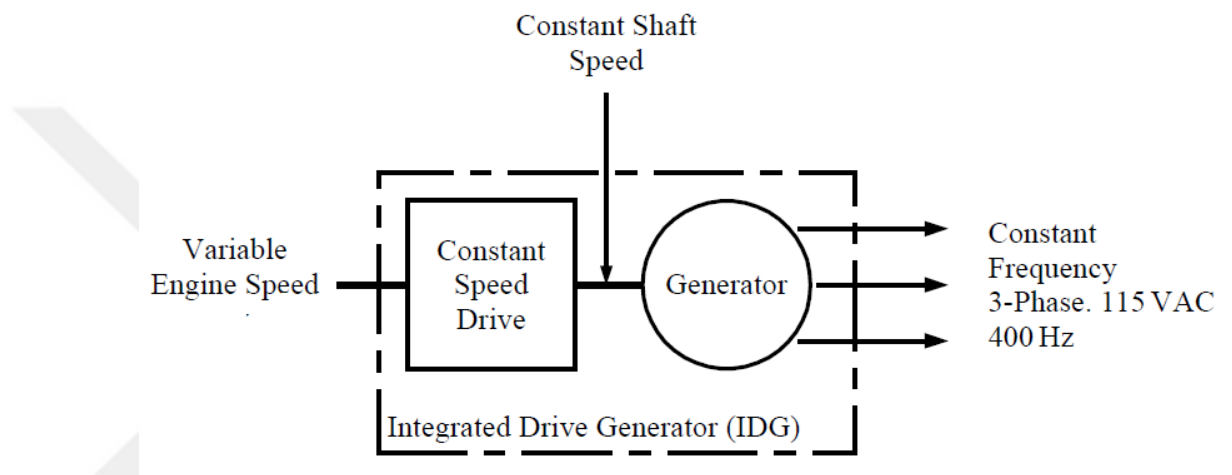 Constant Shaft
Speed
Variable
Engine Speed
Constant
Speed
Drive
Generator
Constant
Frequency
3-Phase. 115 VAC
400 Hz
Integrated Drive Generator (IDG)